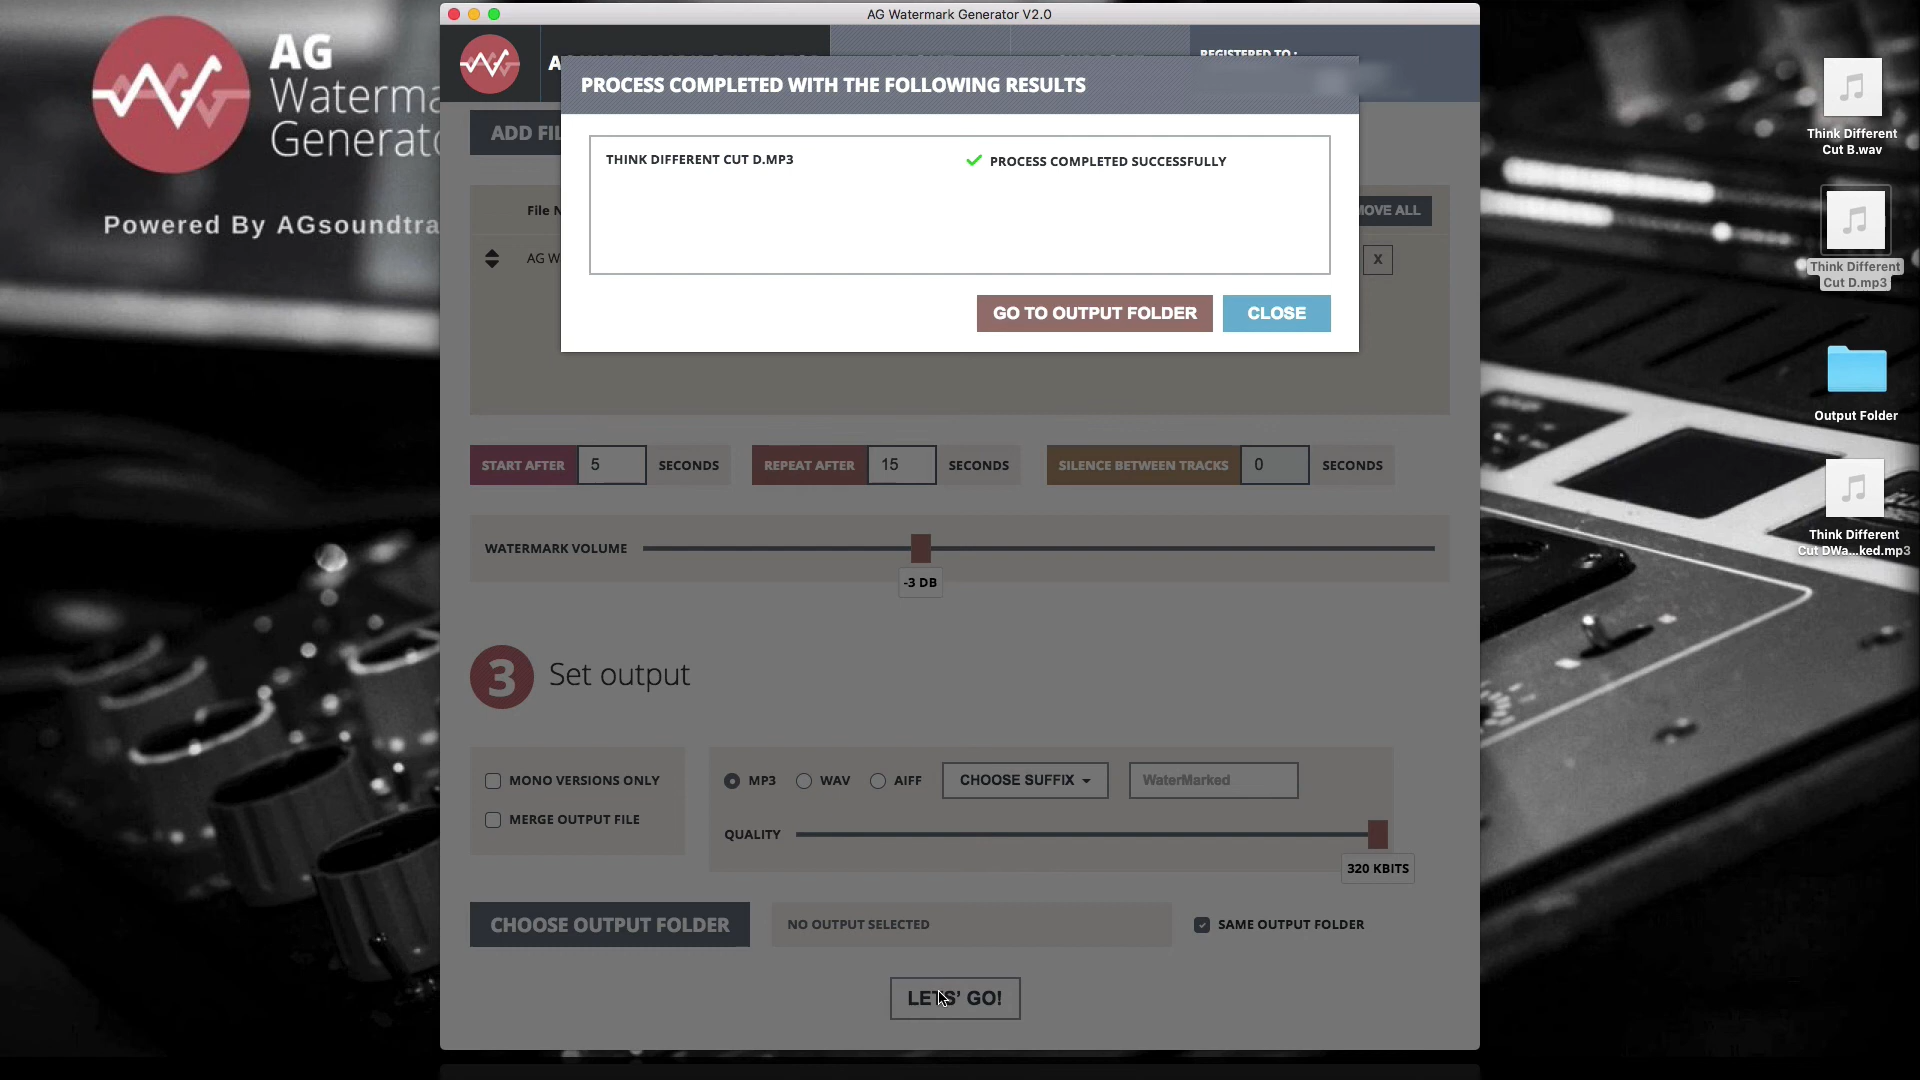 AG Watermark Generator V2.0
AG
Waterma
Generato
Powered By AGsoundtra
REGISTERED TO :
PROCESS COMPLETED WITH THE FOLLOWING RESULTS
ADD FIL
THINK DIFFERENT CUT D.MP3
PROCESS COMPLETED SUCCESSFULLY
File N
MOVE ALL
AG W
X
GO TO OUTPUT FOLDER
CLOSE
START AFTER
5
SECONDS
REPEAT AFTER
15
SECONDS
SILENCE BETWEEN TRACKS
0
SECONDS
WATERMARK VOLUME
-3 DB
3
Set output
MONO VERSIONS ONLY
MERGE OUTPUT FILE
MP3
WAV
AIFF
CHOOSE SUFFIX
WaterMarked
QUALITY
320 KBITS
CHOOSE OUTPUT FOLDER
NO OUTPUT SELECTED
SAME OUTPUT FOLDER
LETS' GO!
Think Different
Cut B.wav
Think Different
Cut D.mp3
Output Folder
Think Different
Cut DWa...ked.mp3